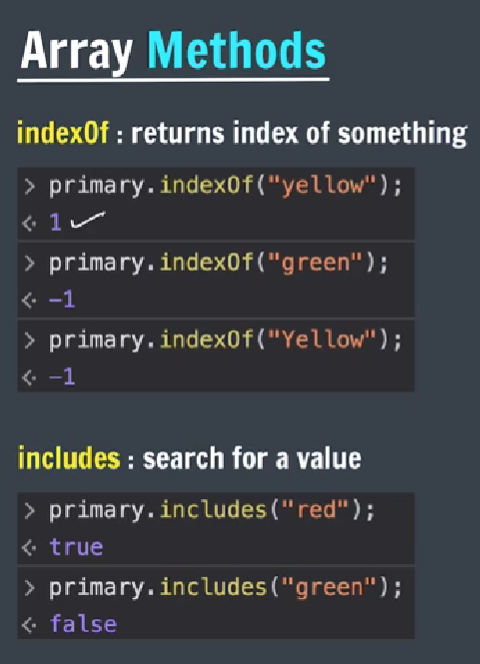 Array Methods
indexOf : returns index of something
> primary.indexOf("yellow");
<· 1
> primary.indexOf("green");
<· -1
> primary.indexOf("Yellow");
<· -1
includes : search for a value
> primary.includes("red");
<· true
> primary.includes("green");
<· false